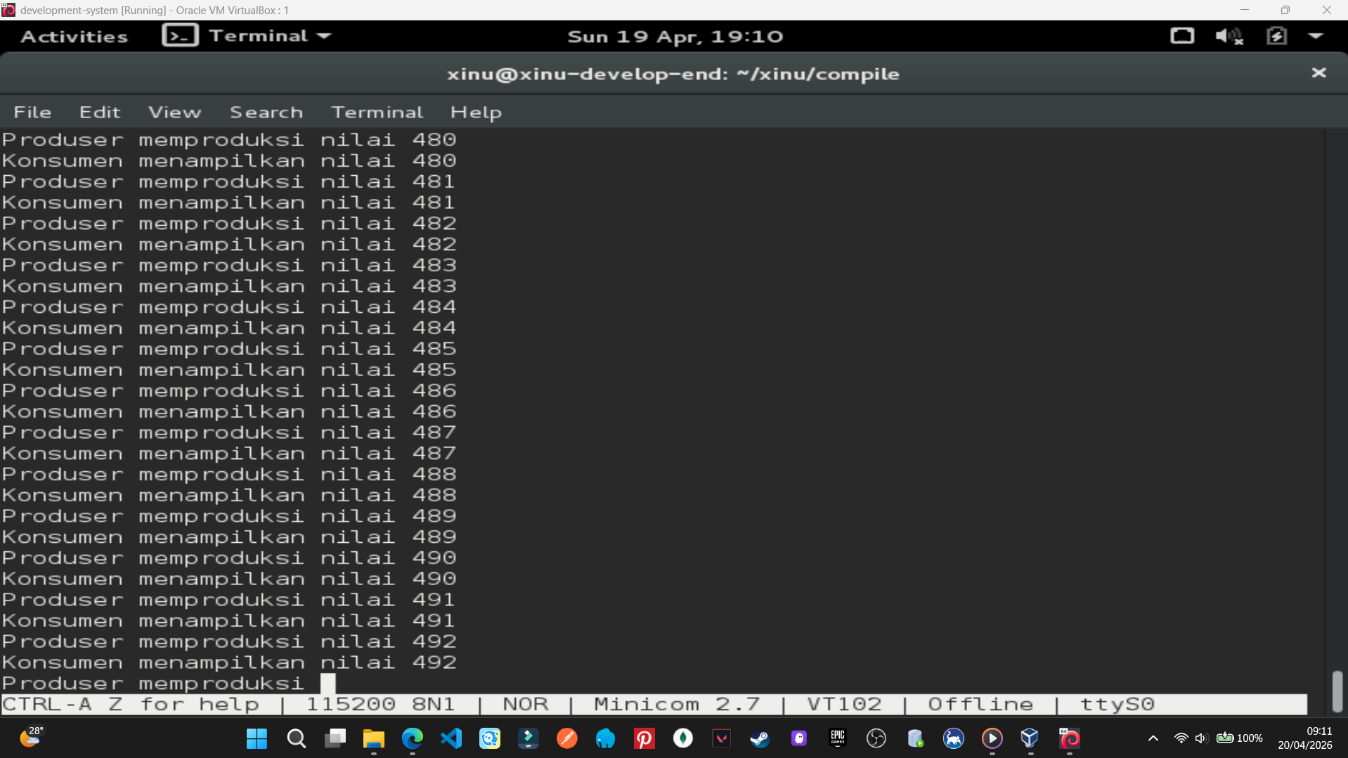 development-system [Running] - Oracle VM VirtualBox : 1
Activities Terminal Sun 19 Apr, 19:10
xinu@xinu-develop-end: ~/xinu/compile
File Edit View Search Terminal Help
Produser memproduksi nilai 480
Konsumen menampilkan nilai 480
Produser memproduksi nilai 481
Konsumen menampilkan nilai 481
Produser memproduksi nilai 482
Konsumen menampilkan nilai 482
Produser memproduksi nilai 483
Konsumen menampilkan nilai 483
Produser memproduksi nilai 484
Konsumen menampilkan nilai 484
Produser memproduksi nilai 485
Konsumen menampilkan nilai 485
Produser memproduksi nilai 486
Konsumen menampilkan nilai 486
Produser memproduksi nilai 487
Konsumen menampilkan nilai 487
Produser memproduksi nilai 488
Konsumen menampilkan nilai 488
Produser memproduksi nilai 489
Konsumen menampilkan nilai 489
Produser memproduksi nilai 490
Konsumen menampilkan nilai 490
Produser memproduksi nilai 491
Konsumen menampilkan nilai 491
Produser memproduksi nilai 492
Konsumen menampilkan nilai 492
Produser memproduksi
CTRL-A Z for help | 115200 8N1 | NOR | Minicom 2.7 | VT102 | Offline | ttyS0
28°
EPIC GAMES
100%
09:11
20/04/2026